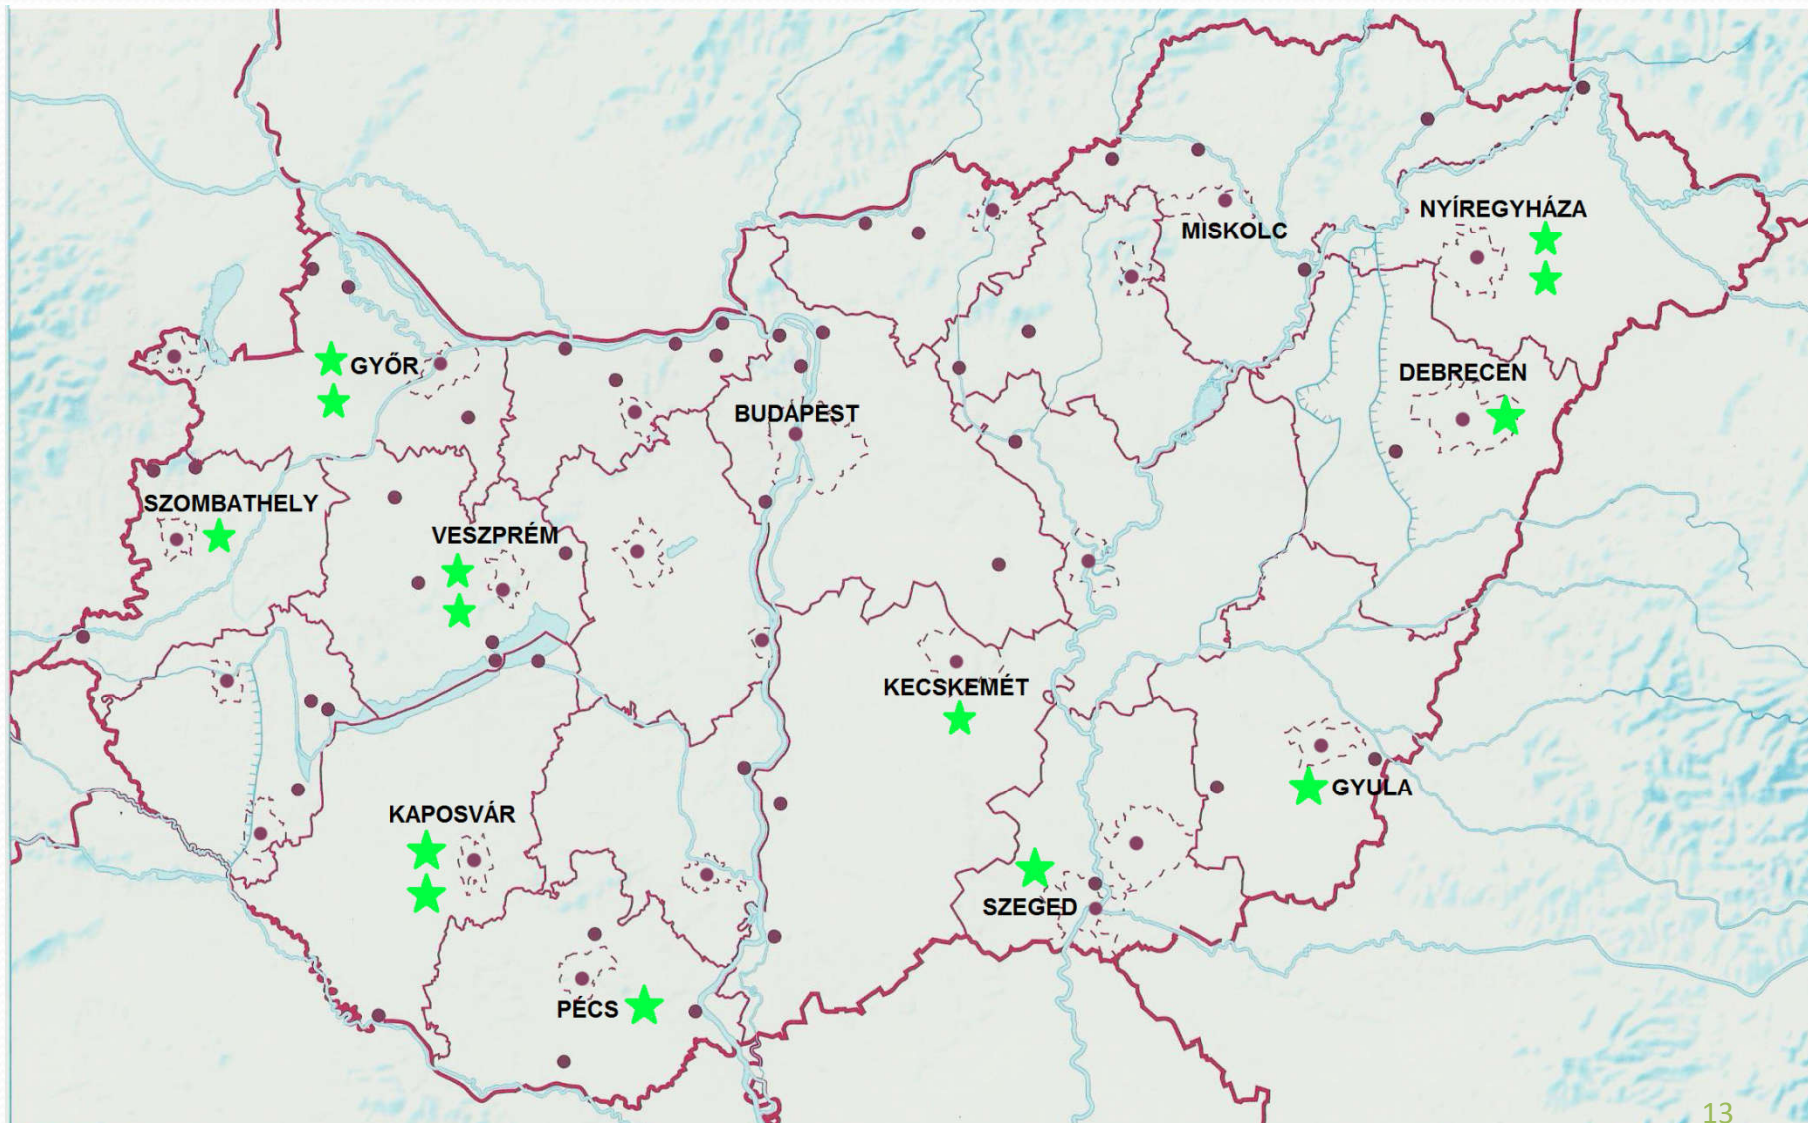 NYÍREGYHÁZA
MISKOLC
GYŐR
DEBRECEN
BUDAPEST
SZOMBATHELY
VESZPRÉM
KECSKEMÉT
GYULA
KAPOSVÁR
SZEGED
PÉCS
13